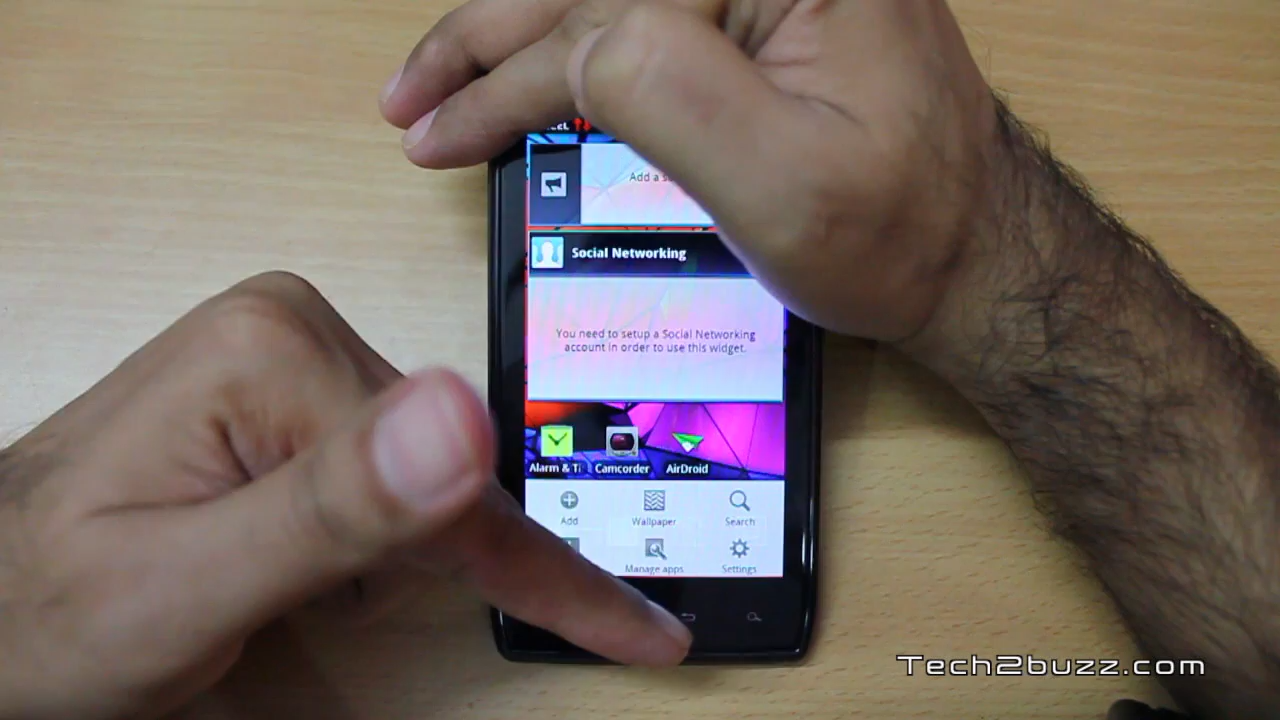 Add a s
Social Networking
You need to setup a Social Networking
account in order to use this widget.
Alarm & Ti Camcorder AirDroid
Add Wallpaper Search
Manage apps Settings
Tech2buzz.com